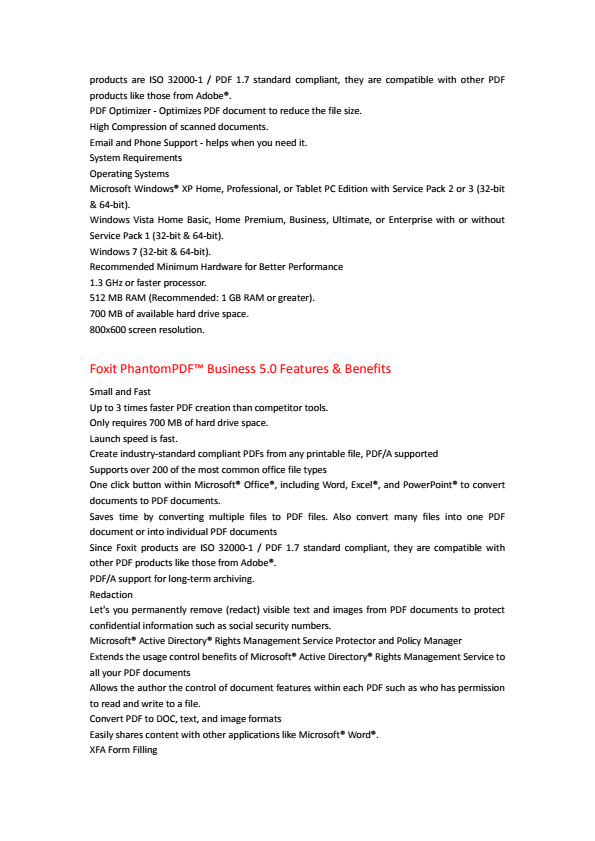 products are ISO 32000-1 / PDF 1.7 standard compliant, they are compatible with other PDF
products like those from Adobe®.
PDF Optimizer - Optimizes PDF document to reduce the file size.
High Compression of scanned documents.
Email and Phone Support - helps when you need it.
System Requirements
Operating Systems
Microsoft Windows® XP Home, Professional, or Tablet PC Edition with Service Pack 2 or 3 (32-bit
& 64-bit).
Windows Vista Home Basic, Home Premium, Business, Ultimate, or Enterprise with or without
Service Pack 1 (32-bit & 64-bit).
Windows 7 (32-bit & 64-bit).
Recommended Minimum Hardware for Better Performance
1.3 GHz or faster processor.
512 MB RAM (Recommended: 1 GB RAM or greater).
700 MB of available hard drive space.
800x600 screen resolution.
Foxit PhantomPDF™ Business 5.0 Features & Benefits
Small and Fast
Up to 3 times faster PDF creation than competitor tools.
Only requires 700 MB of hard drive space.
Launch speed is fast.
Create industry-standard compliant PDFs from any printable file, PDF/A supported
Supports over 200 of the most common office file types
One click button within Microsoft® Office®, including Word, Excel®, and PowerPoint® to convert
documents to PDF documents.
Saves time by converting multiple files to PDF files. Also convert many files into one PDF
document or into individual PDF documents
Since Foxit products are ISO 32000-1 / PDF 1.7 standard compliant, they are compatible with
other PDF products like those from Adobe®.
PDF/A support for long-term archiving.
Redaction
Let's you permanently remove (redact) visible text and images from PDF documents to protect
confidential information such as social security numbers.
Microsoft® Active Directory® Rights Management Service Protector and Policy Manager
Extends the usage control benefits of Microsoft® Active Directory® Rights Management Service to
all your PDF documents
Allows the author the control of document features within each PDF such as who has permission
to read and write to a file.
Convert PDF to DOC, text, and image formats
Easily shares content with other applications like Microsoft® Word®.
XFA Form Filling